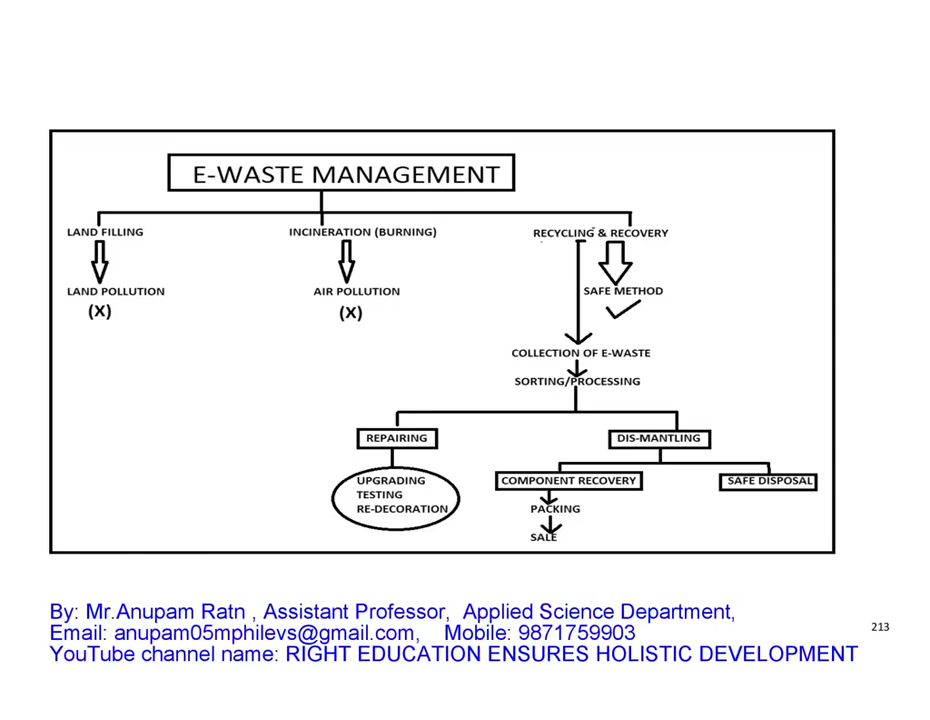 E-WASTE MANAGEMENT
LAND FILLING
INCINERATION (BURNING)
RECYCLING & RECOVERY
LAND POLLUTION
AIR POLLUTION
SAFE METHOD
(X)
(X)
COLLECTION OF E-WASTE
SORTING/PROCESSING
REPAIRING
DIS-MANTLING
UPGRADING
TESTING
RE-DECORATION
COMPONENT RECOVERY
SAFE DISPOSAL
PACKING
SALE
By: Mr.Anupam Ratn , Assistant Professor, Applied Science Department,
Email: anupam05mphilevs@gmail.com, Mobile: 9871759903
YouTube channel name: RIGHT EDUCATION ENSURES HOLISTIC DEVELOPMENT
213